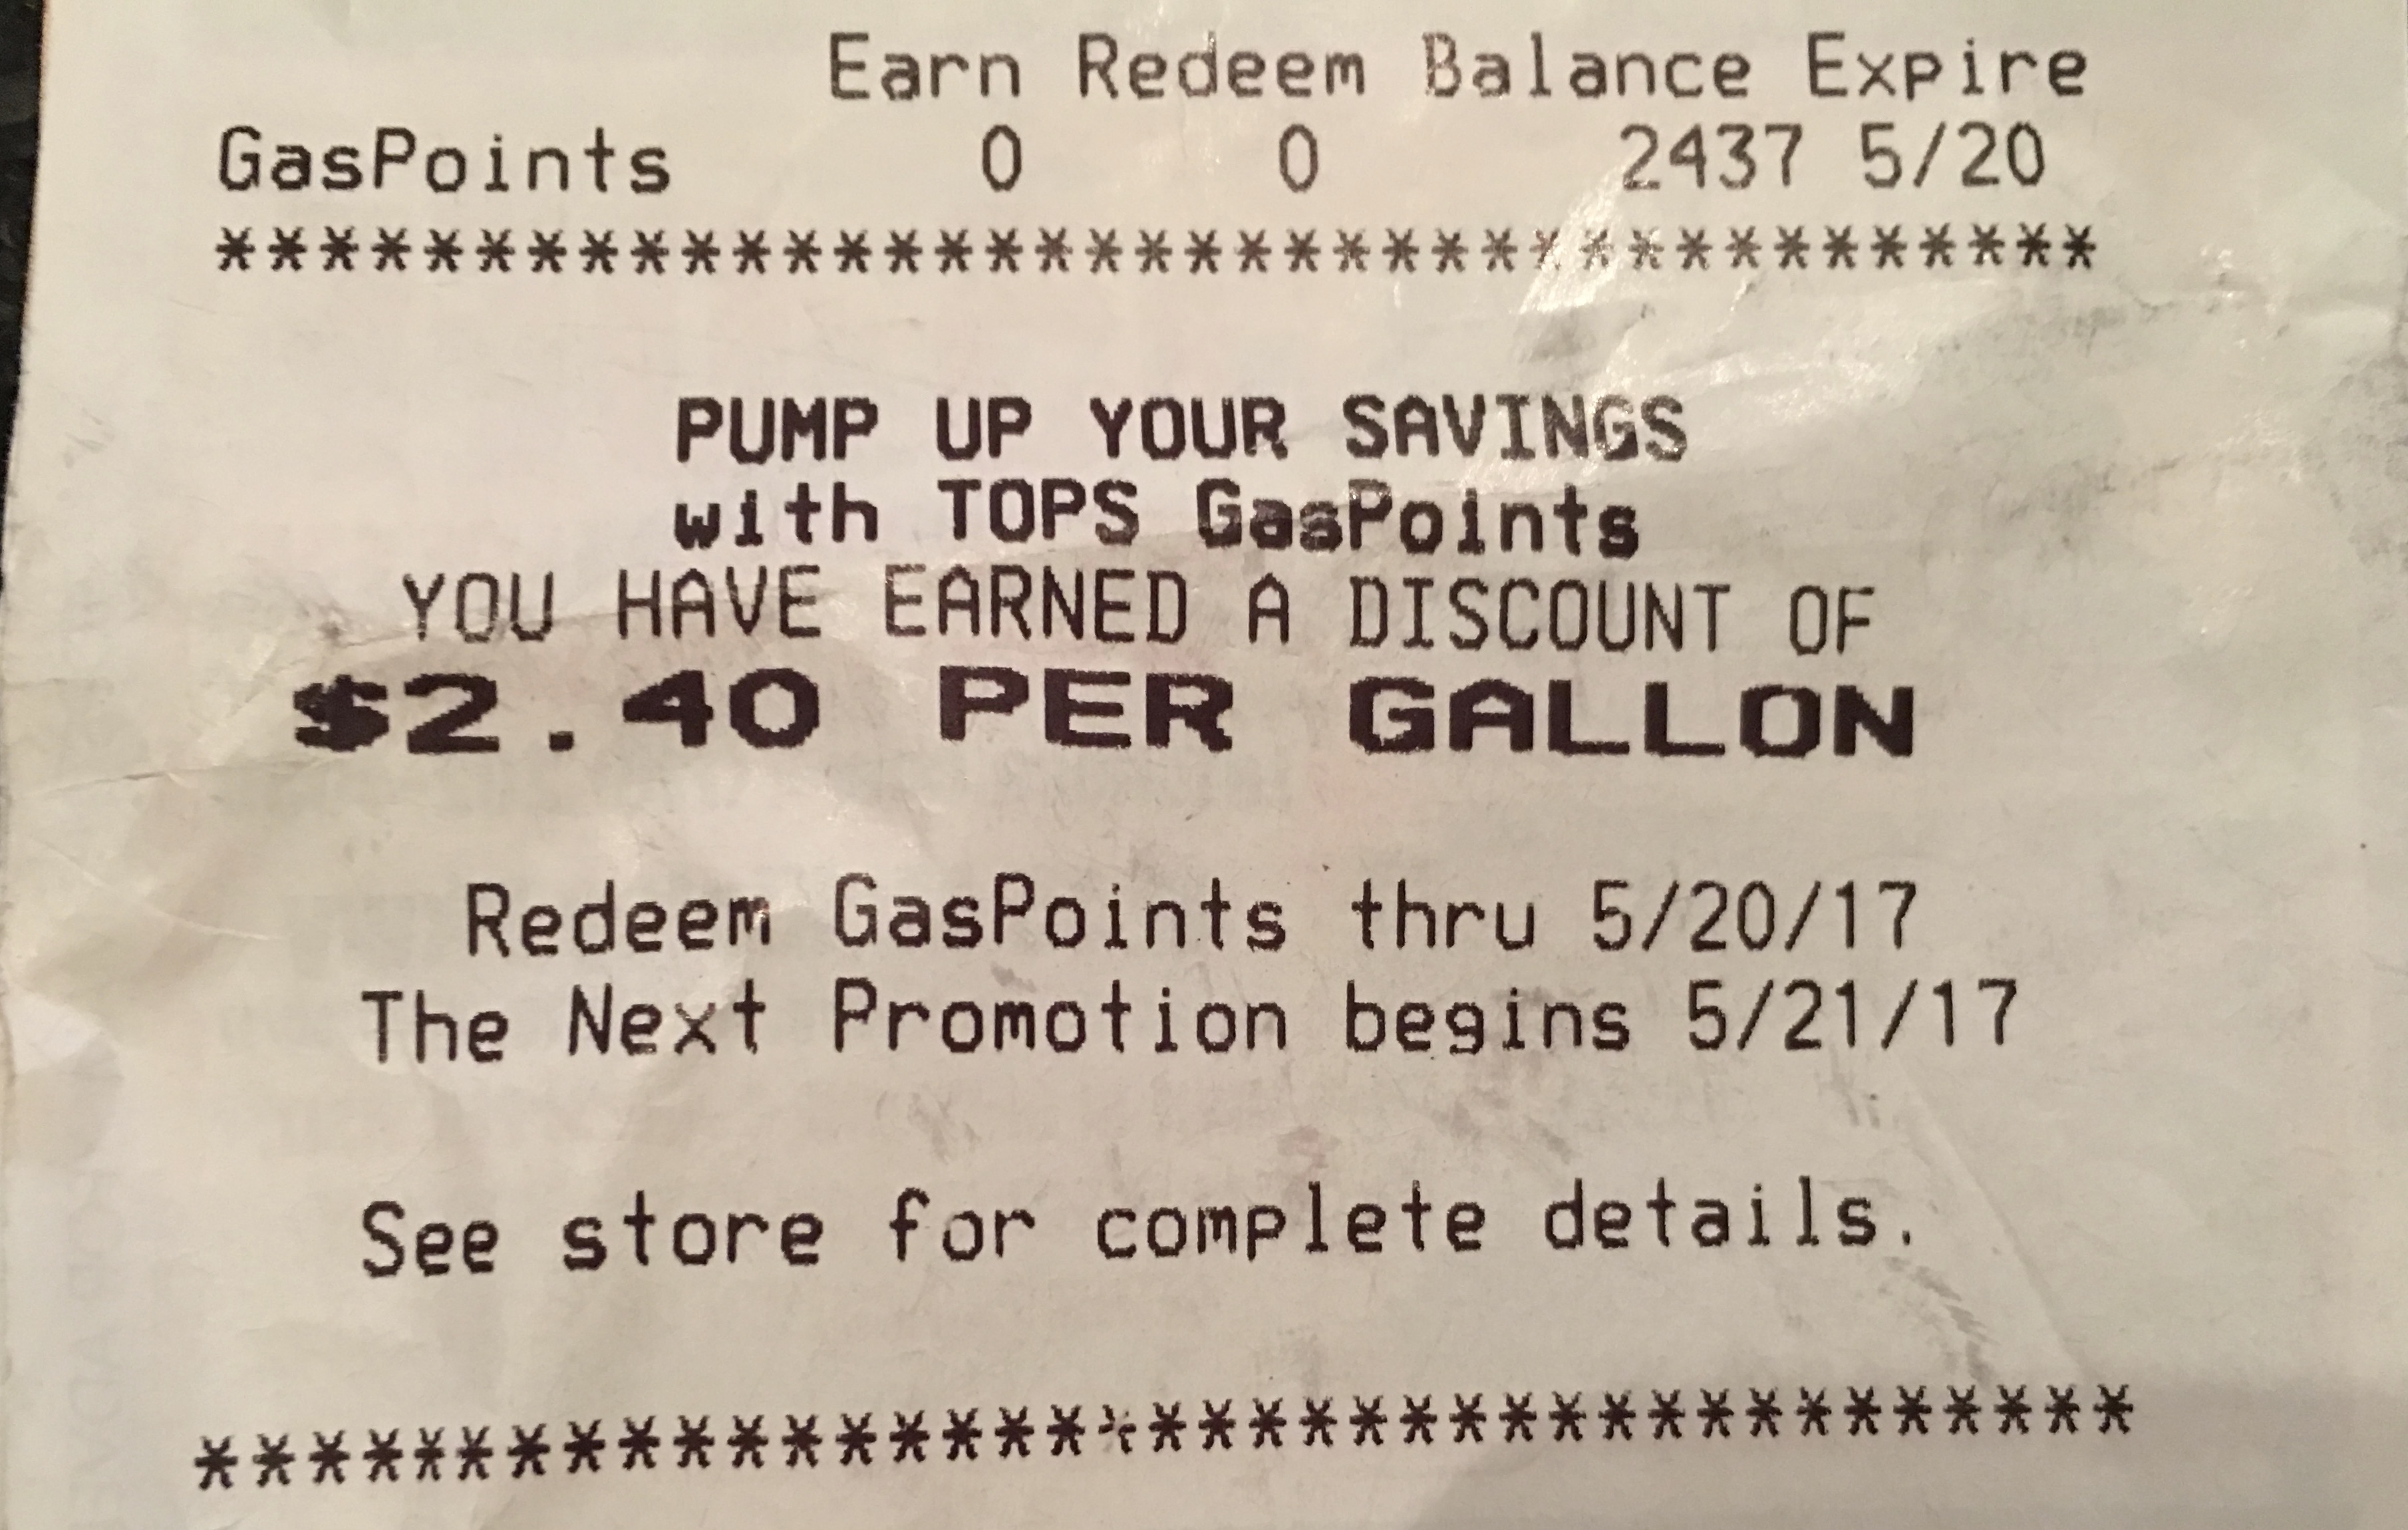 Earn Redeem Balance Expire
GasPoints 0 0 2437 5/20
**************************************
PUMP UP YOUR SAVINGS
with TOPS GasPoints
YOU HAVE EARNED A DISCOUNT OF
$2.40 PER GALLON
Redeem GasPoints thru 5/20/17
The Next Promotion begins 5/21/17
See store for complete details.
**************************************